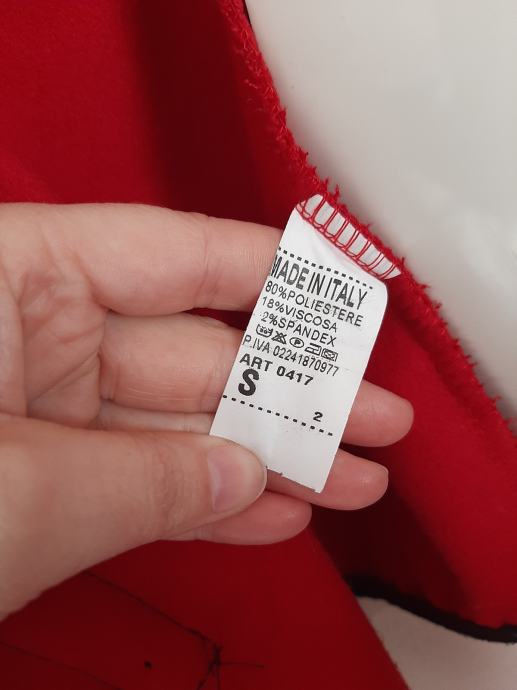 MADE IN ITALY
80%POLIESTERE
18%VISCOSA
2%SPANDEX
P.IVA 02241870977
ART 0417
S
2